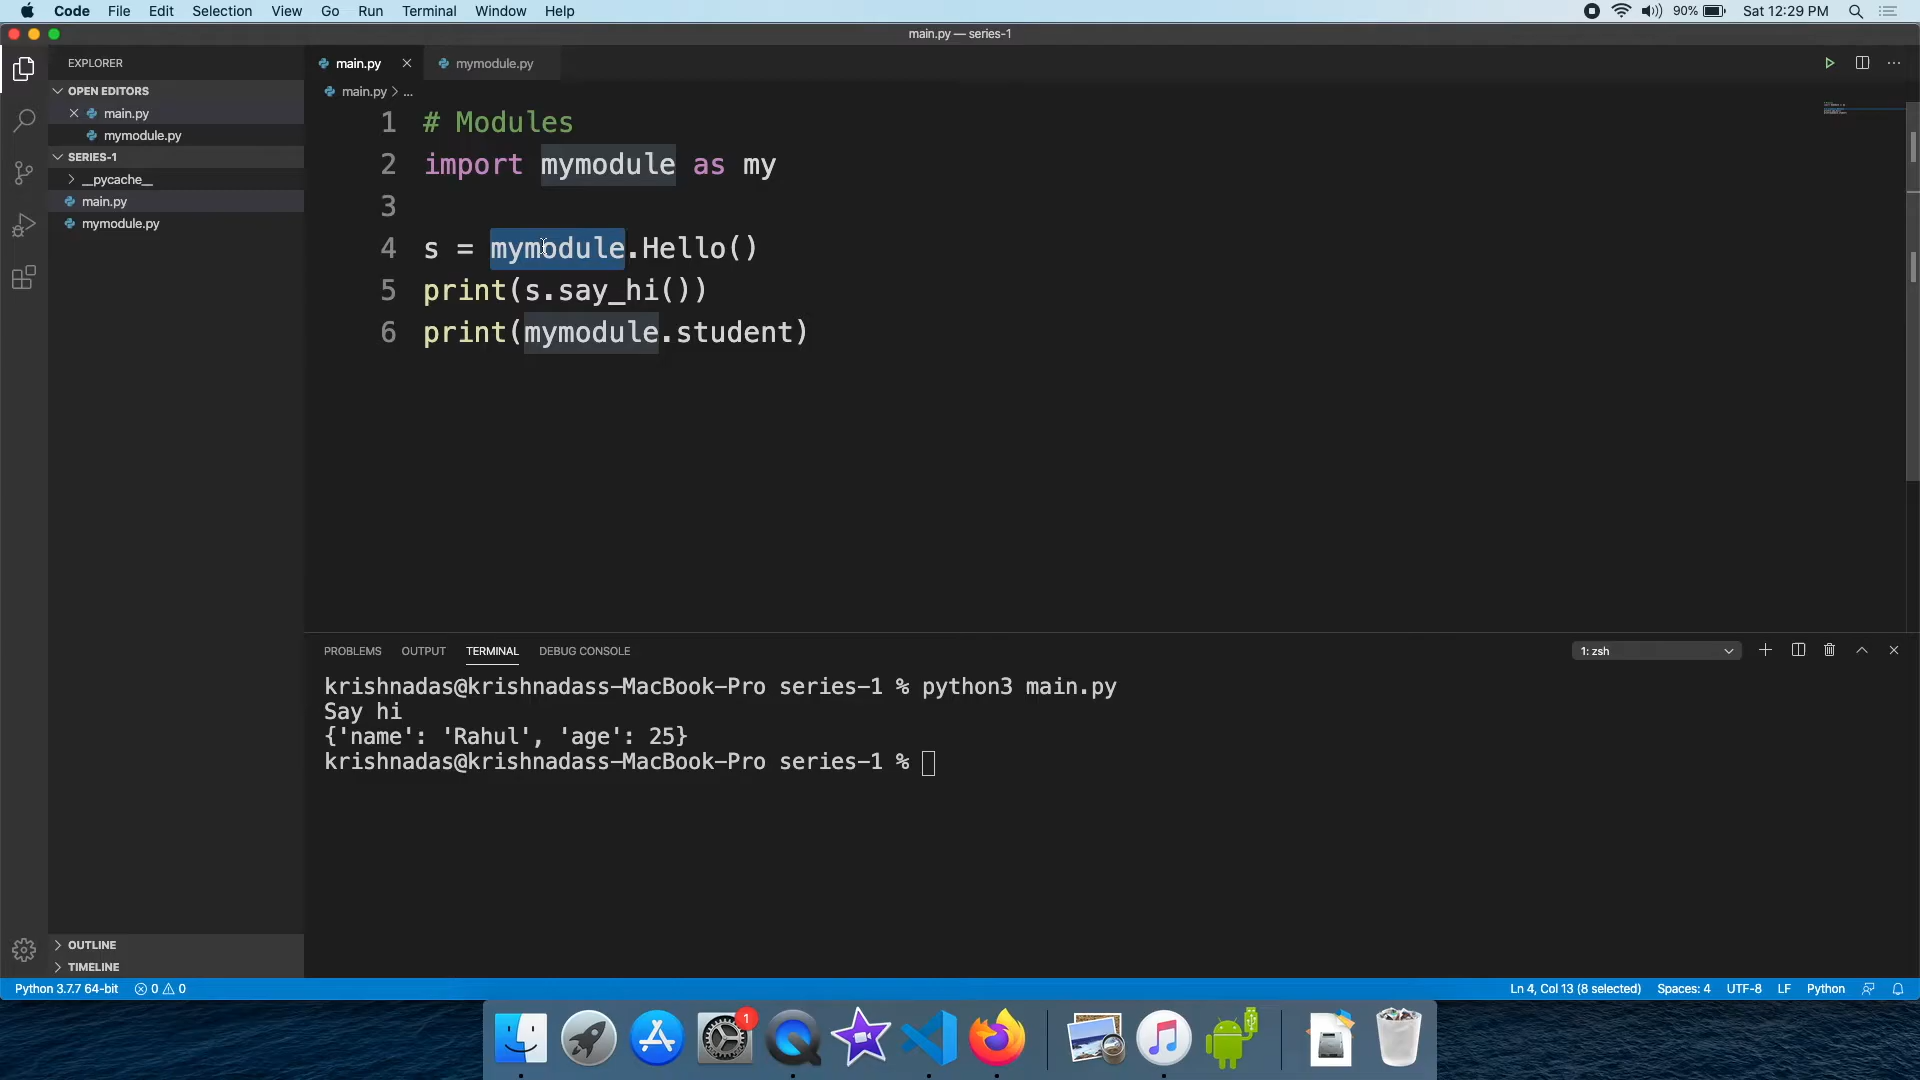 Code File Edit Selection View Go Run Terminal Window Help 90% Sat 12:29 PM
main.py — series-1
EXPLORER
main.py mymodule.py
OPEN EDITORS
main.py
mymodule.py
SERIES-1
__pycache__
main.py
mymodule.py
main.py > ...
1 # Modules
2 import mymodule as my
3
4 s = mymodule.Hello()
5 print(s.say_hi())
6 print(mymodule.student)
PROBLEMS OUTPUT TERMINAL DEBUG CONSOLE 1: zsh
krishnadas@krishnadass-MacBook-Pro series-1 % python3 main.py
Say hi
{'name': 'Rahul', 'age': 25}
krishnadas@krishnadass-MacBook-Pro series-1 %
OUTLINE
TIMELINE
Python 3.7.7 64-bit 0 0 Ln 4, Col 13 (8 selected) Spaces: 4 UTF-8 LF Python
1